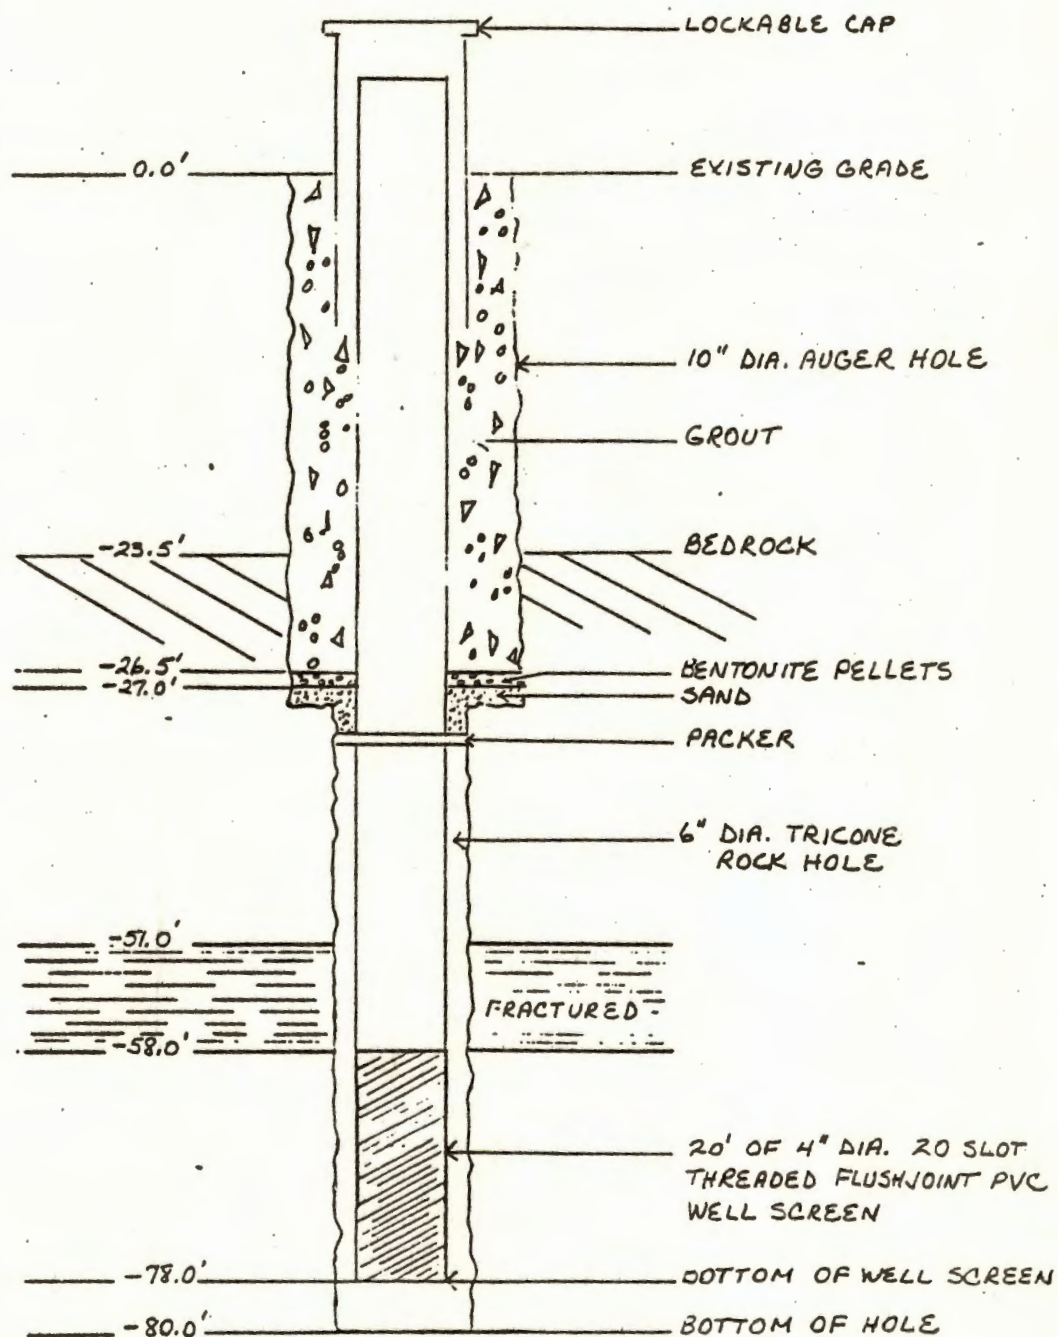 LOCKABLE CAP
0.0' EXISTING GRADE
10" DIA. AUGER HOLE
GROUT
-23.5' BEDROCK
-26.5' BENTONITE PELLETS
-27.0' SAND
PACKER
6" DIA. TRICONE
ROCK HOLE
-57.0'
FRACTURED
-58.0'
20' OF 4" DIA. 20 SLOT
THREADED FLUSHJOINT PVC
WELL SCREEN
-78.0' BOTTOM OF WELL SCREEN
-80.0' BOTTOM OF HOLE